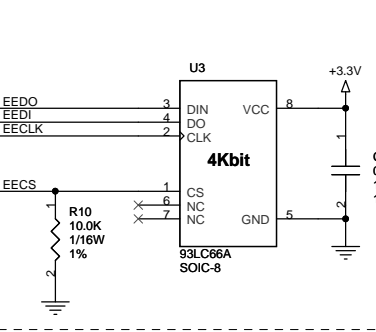 U3
+3.3V
EEDO 3 DIN VCC 8
EEDI 4 DO
EECLK 2 CLK
4Kbit
1
EECS 1 CS
6 NC
7 NC GND 5
2
1
R10
10.0K
1/16W
1%
2
93LC66A
SOIC-8